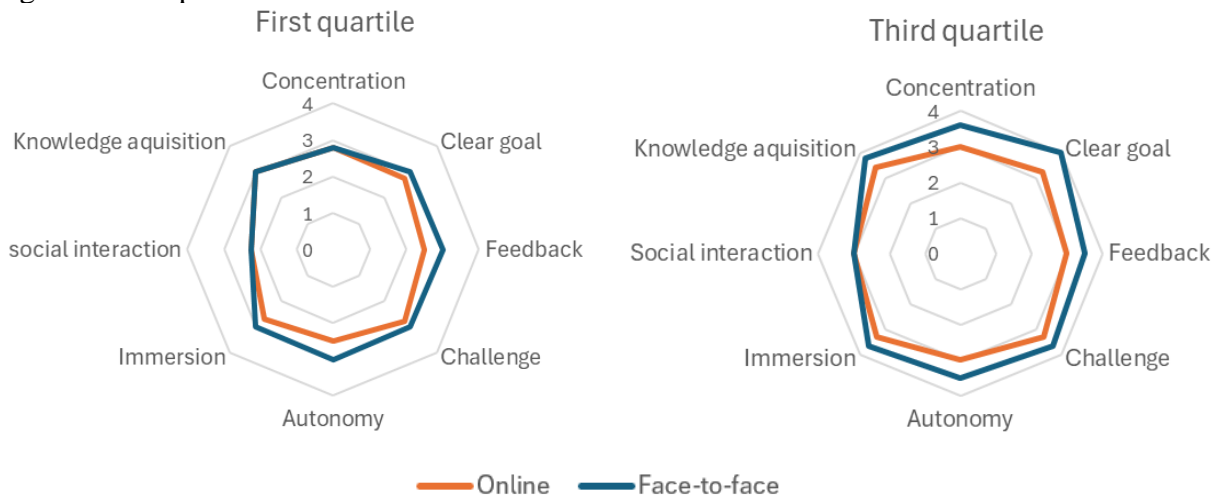 First quartile
Concentration
4
Knowledge aquisition
3
Clear goal
2
1
social interaction
0
Feedback
Immersion
Challenge
Autonomy
Third quartile
Concentration
4
Knowledge aquisition
3
Clear goal
2
1
Social interaction
0
Feedback
Immersion
Challenge
Autonomy
Online
Face-to-face